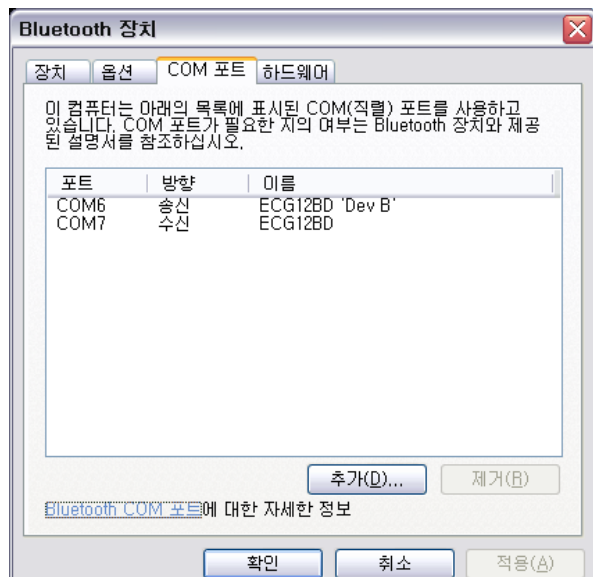 Bluetooth 장치
장치 옵션 COM 포트 하드웨어
이 컴퓨터는 아래의 목록에 표시된 COM(직렬) 포트를 사용하고
있습니다. COM 포트가 필요한 지의 여부는 Bluetooth 장치와 제공
된 설명서를 참조하십시오.
포트 방향 이름
COM6 송신 ECG12BD 'Dev B'
COM7 수신 ECG12BD
추가(D)... 제거(R)
Bluetooth COM 포트에 대한 자세한 정보
확인 취소 적용(A)